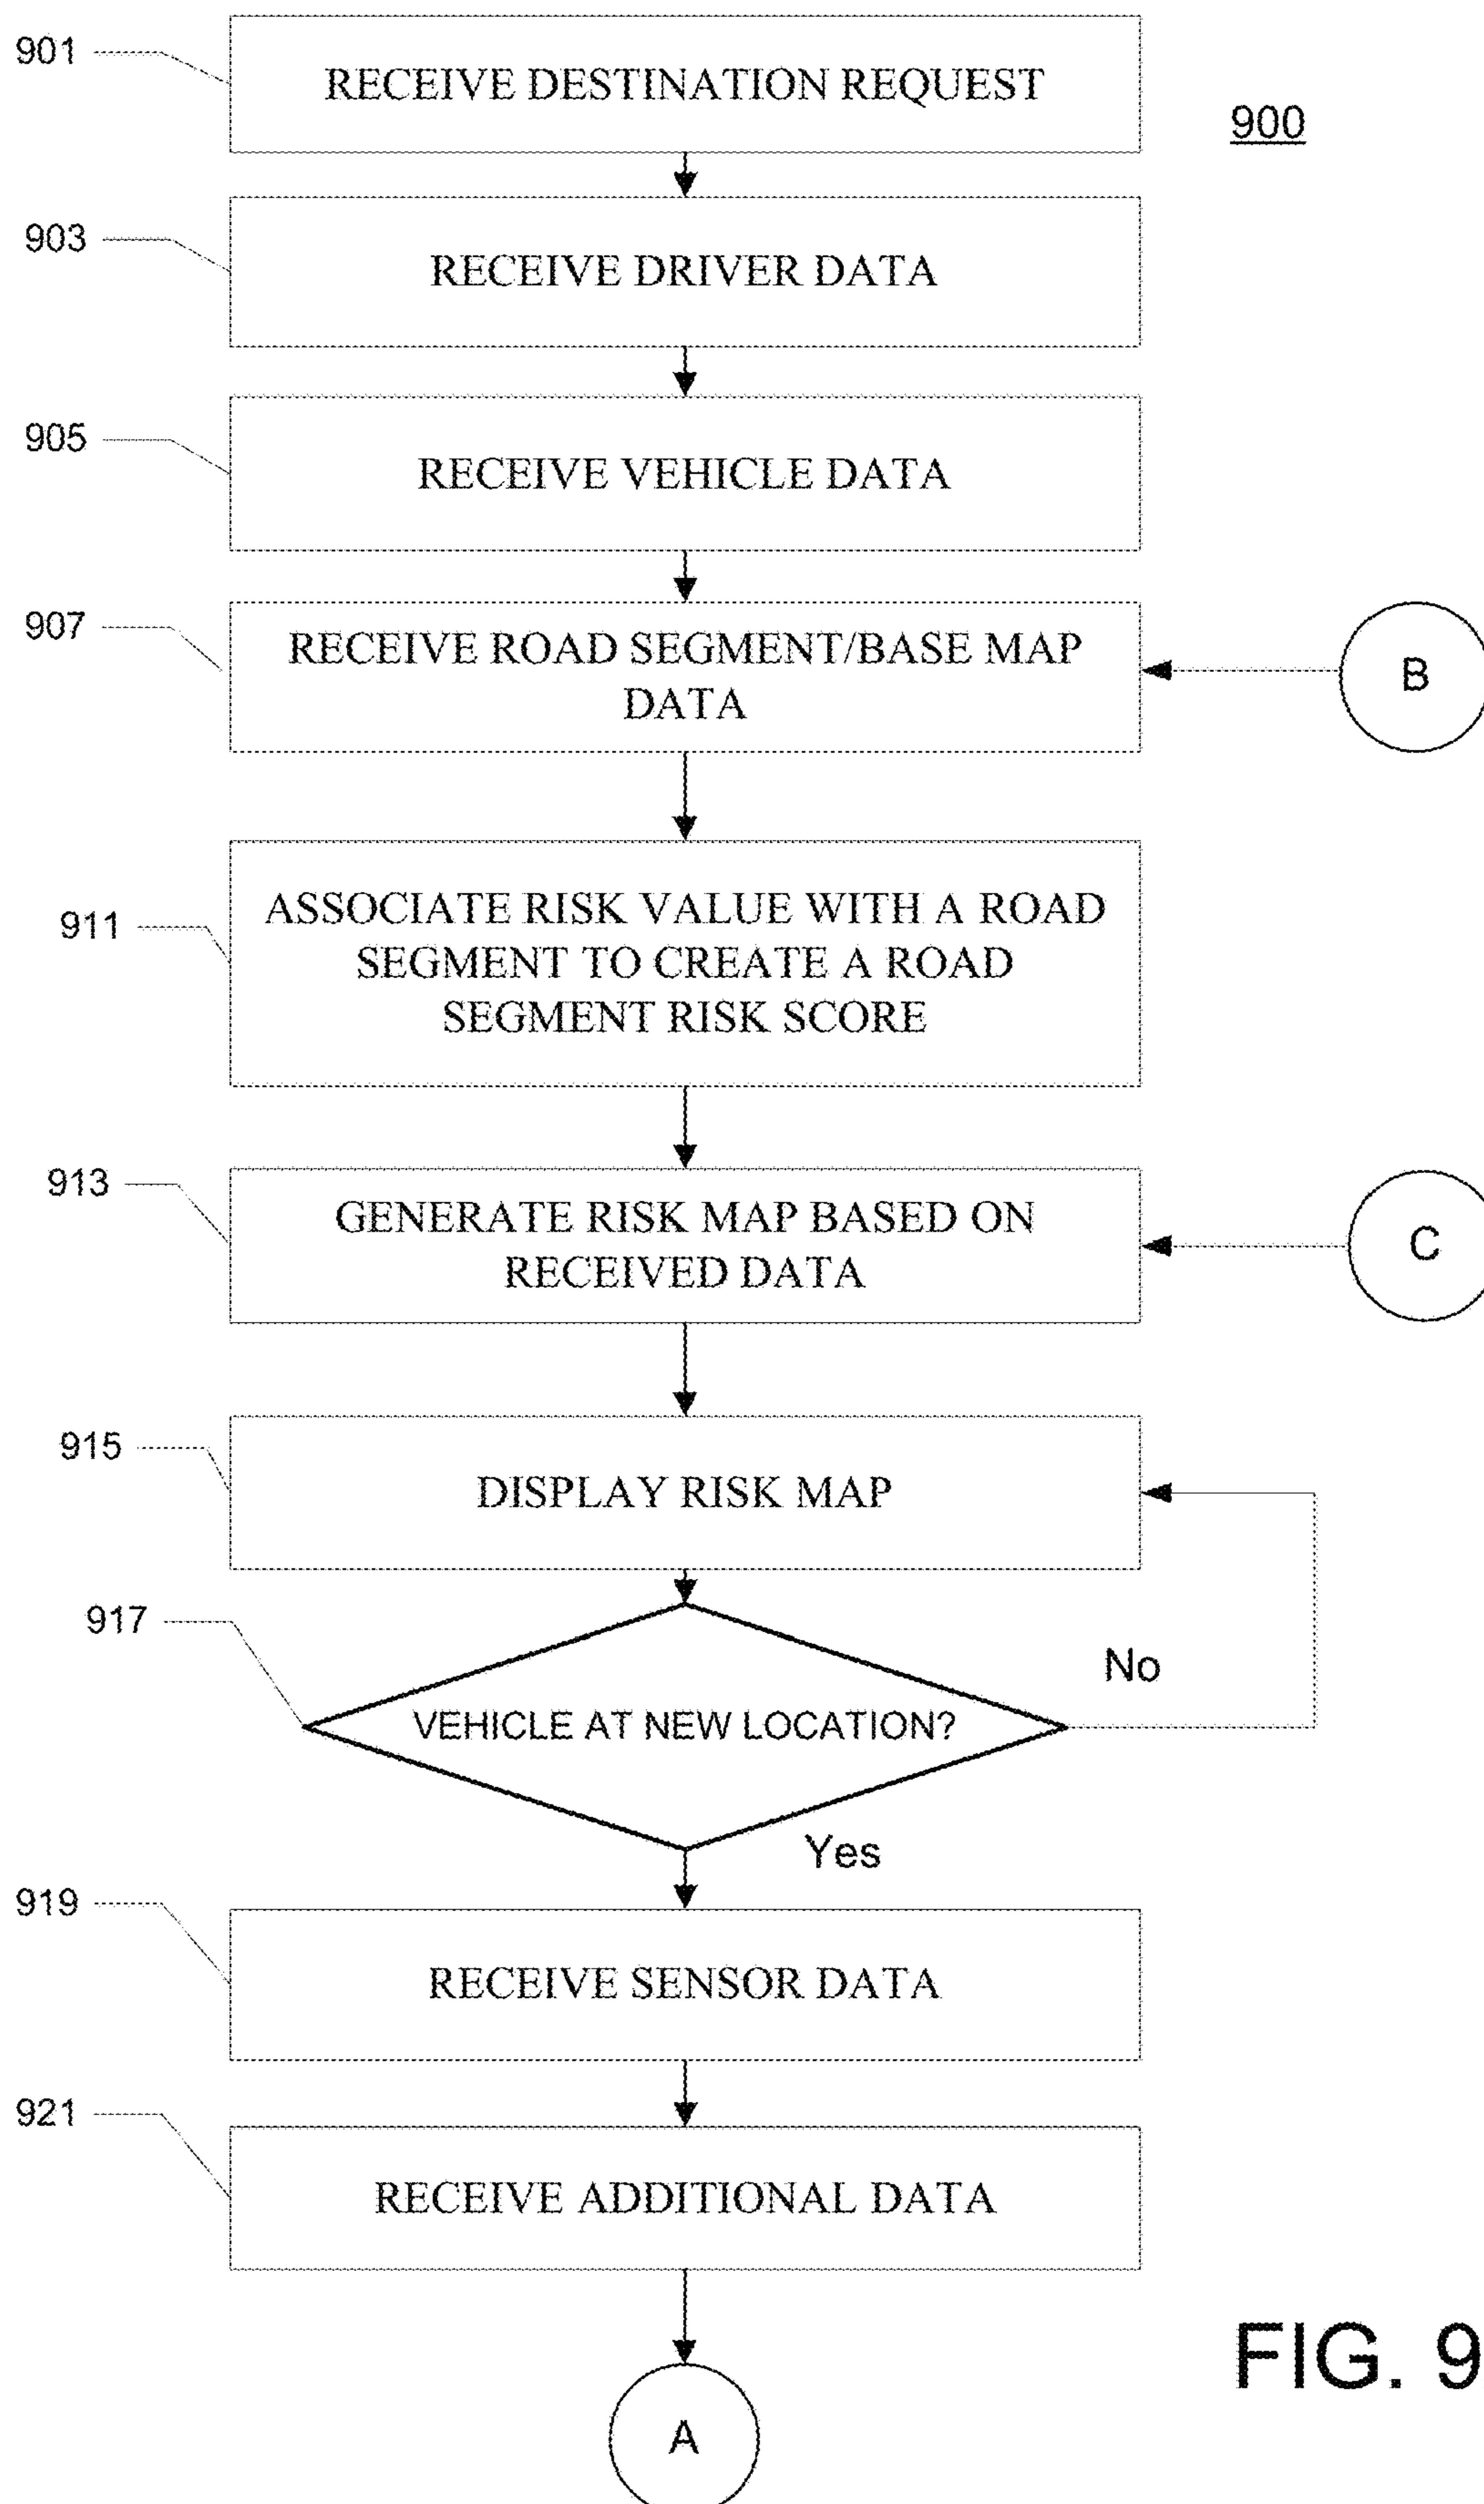 901
RECEIVE DESTINATION REQUEST
900
903
RECEIVE DRIVER DATA
905
RECEIVE VEHICLE DATA
907
RECEIVE ROAD SEGMENT/BASE MAP
DATA
B
911
ASSOCIATE RISK VALUE WITH A ROAD
SEGMENT TO CREATE A ROAD
SEGMENT RISK SCORE
913
GENERATE RISK MAP BASED ON
RECEIVED DATA
C
915
DISPLAY RISK MAP
917
VEHICLE AT NEW LOCATION?
No
Yes
919
RECEIVE SENSOR DATA
921
RECEIVE ADDITIONAL DATA
A
FIG. 9